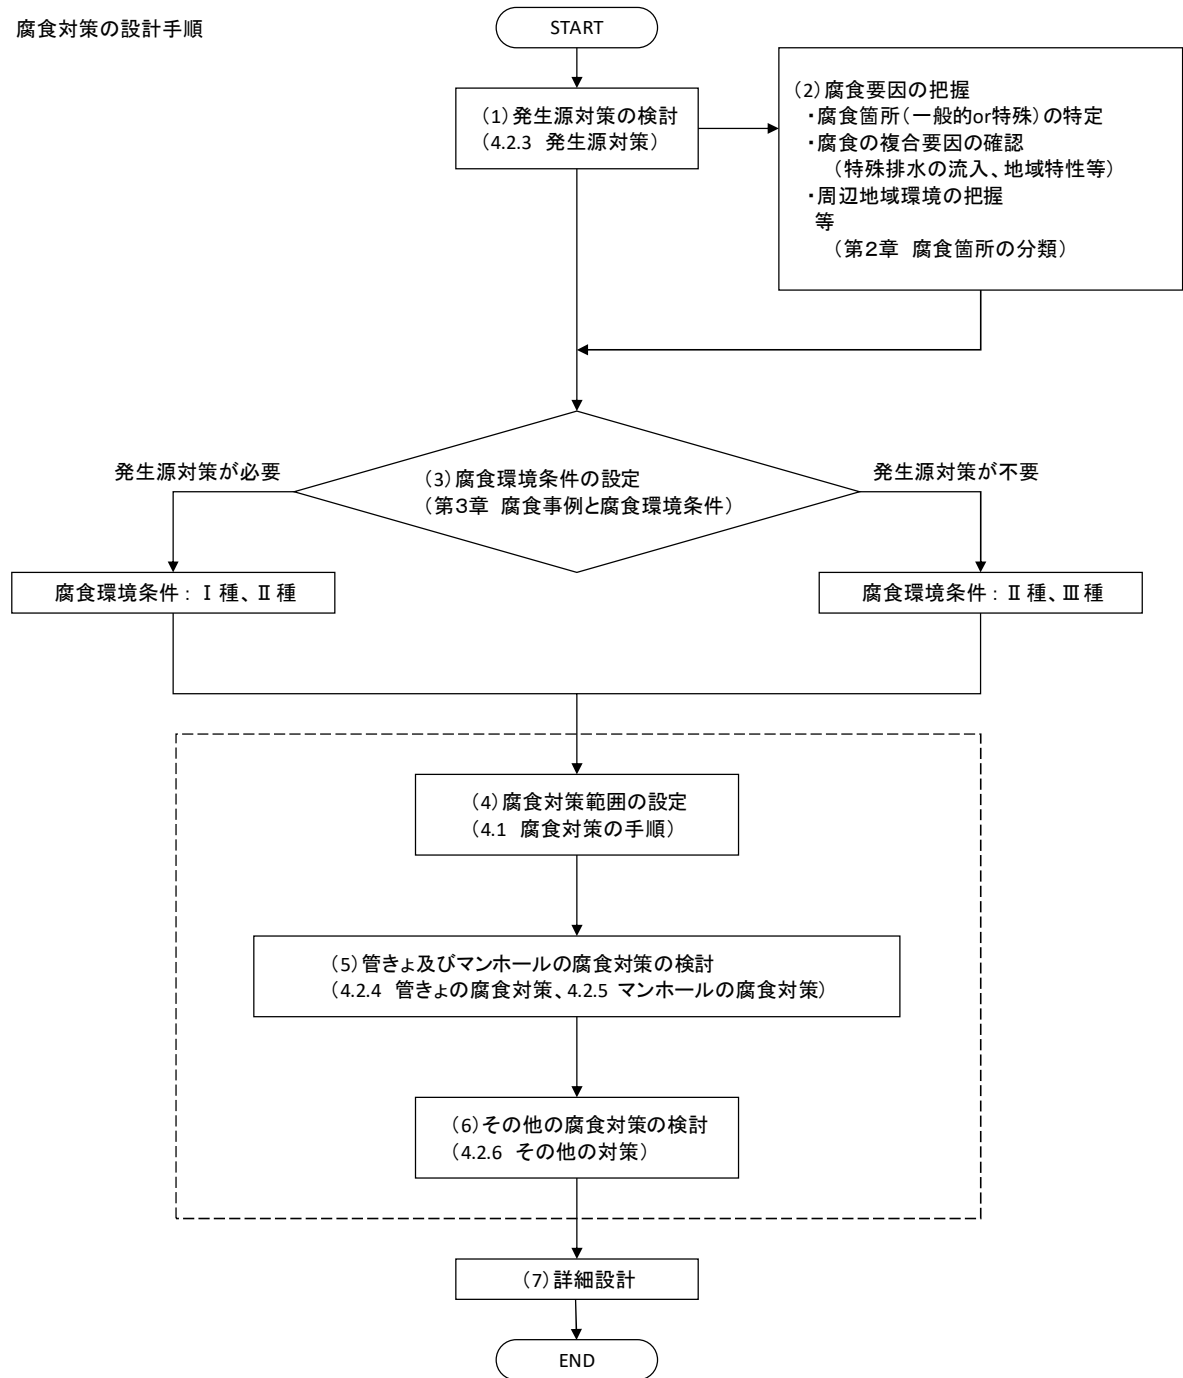 腐食対策の設計手順
START
(1)発生源対策の検討
(4.2.3 発生源対策)
(2)腐食要因の把握
・腐食箇所(一般的or特殊)の特定
・腐食の複合要因の確認
(特殊排水の流入、地域特性等)
・周辺地域環境の把握
等
(第2章 腐食箇所の分類)
発生源対策が必要
(3)腐食環境条件の設定
(第3章 腐食事例と腐食環境条件)
発生源対策が不要
腐食環境条件:Ⅰ種、Ⅱ種
腐食環境条件:Ⅱ種、Ⅲ種
(4)腐食対策範囲の設定
(4.1 腐食対策の手順)
(5)管きょ及びマンホールの腐食対策の検討
(4.2.4 管きょの腐食対策、4.2.5 マンホールの腐食対策)
(6)その他の腐食対策の検討
(4.2.6 その他の対策)
(7)詳細設計
END